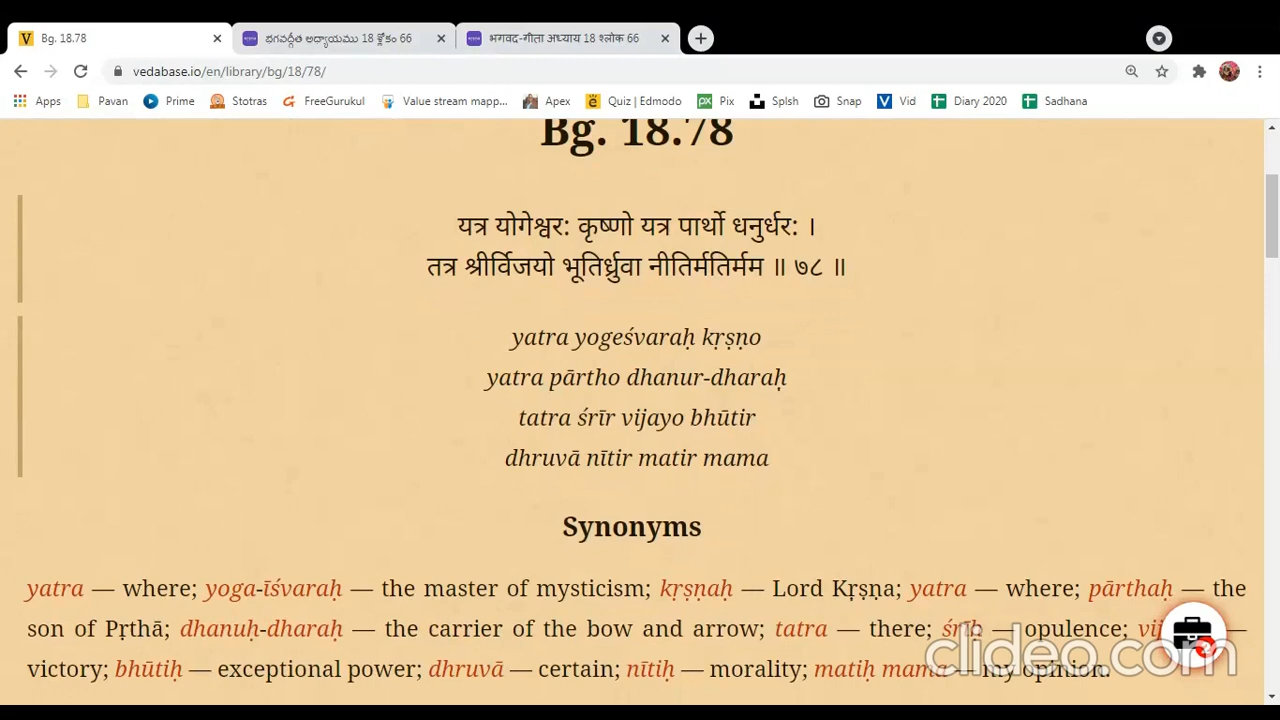 Bg. 18.78
భగవద్గీత అధ్యాయము 18 శ్లోకం 66
भगवद-गीता अध्याय 18 श्लोक 66
vedabase.io/en/library/bg/18/78/
Apps Pavan Prime Stotras FreeGurukul Value stream mapp... Apex Quiz | Edmodo Pix Splsh Snap Vid Diary 2020 Sadhana
Bg. 18.78
यत्र योगेश्वर: कृष्णो यत्र पार्थो धनुर्धर: ।
तत्र श्रीर्विजयो भूतिर्ध्रुवा नीतिर्मतिर्मम ॥ ७८ ॥
yatra yogeśvaraḥ kṛṣṇo
yatra pārtho dhanur-dharaḥ
tatra śrīr vijayo bhūtir
dhruvā nītir matir mama
Synonyms
yatra — where; yoga-īśvaraḥ — the master of mysticism; kṛṣṇaḥ — Lord Kṛṣṇa; yatra — where; pārthaḥ — the
son of Pṛthā; dhanuḥ-dharaḥ — the carrier of the bow and arrow; tatra — there; śrīḥ — opulence; —
victory; bhūtiḥ — exceptional power; dhruvā — certain; nītiḥ — morality; matiḥ mama — my opinion.
clideo.com